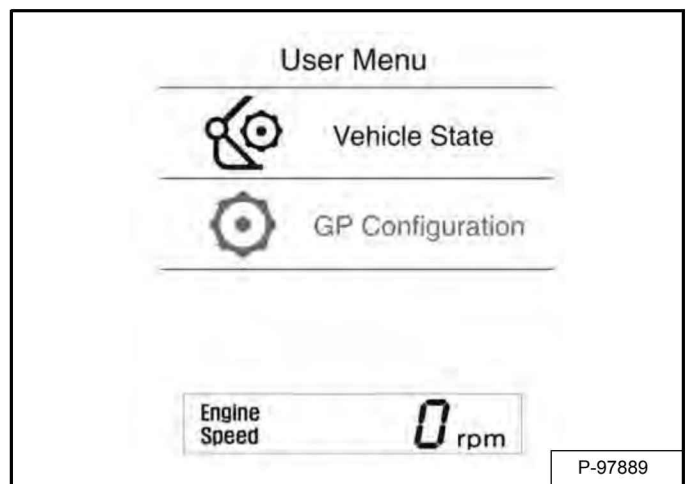 User Menu
Vehicle State
GP Configuration
Engine
Speed
0 rpm
P-97889